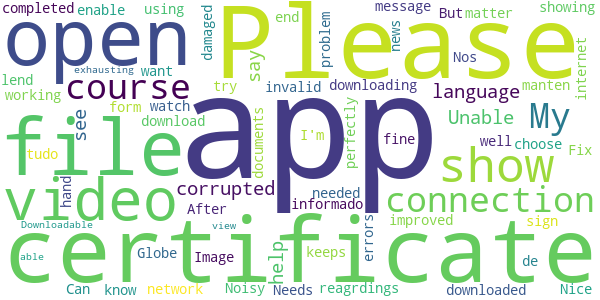 completed enable using end message But matter showing
open Please
damaged say problem news Nos internet
exhausting want
lend course try invalid downloading manten
working see form watch app language
file download documents I'm perfectly fine Unable My
tudo well choose Fix
hand corrupted show
video After needed informado connection
Downloadable improved sign
certificate
view
able Globe Image help keeps errors de
Can know network Noisy Needs reagrdings downloaded Nice